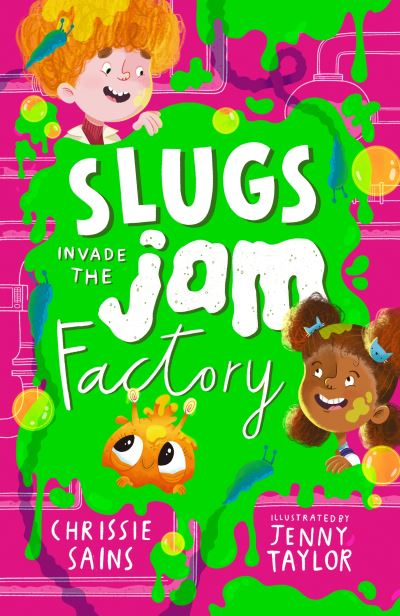 SLUGS
INVADE
THE
jam
Factory
CHRISSIE
SAINS
ILLUSTRATED BY
JENNY
TAYLOR